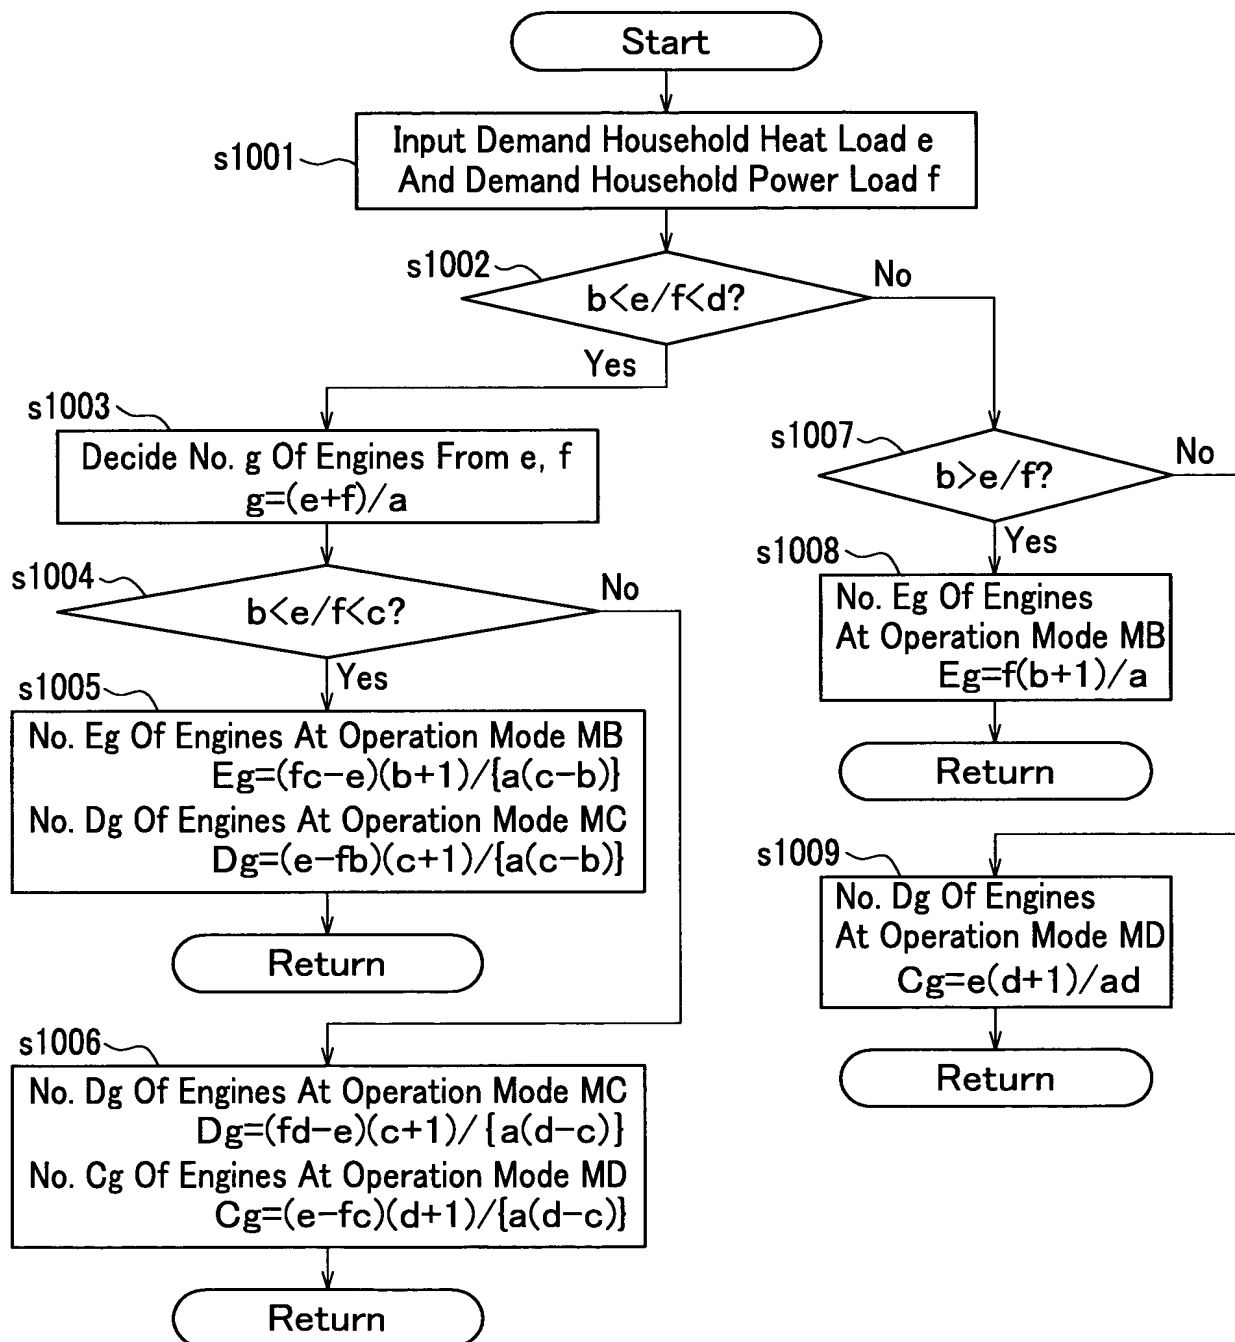 Start
s1001
Input Demand Household Heat Load e
And Demand Household Power Load f
s1002
b<e/f<d?
No
Yes
s1003
Decide No. g Of Engines From e, f
g=(e+f)/a
s1004
b<e/f<c?
No
Yes
s1005
No. Eg Of Engines At Operation Mode MB
Eg=(fc-e)(b+1)/{a(c-b)}
No. Dg Of Engines At Operation Mode MC
Dg=(e-fb)(c+1)/{a(c-b)}
Return
s1006
No. Dg Of Engines At Operation Mode MC
Dg=(fd-e)(c+1)/{a(d-c)}
No. Cg Of Engines At Operation Mode MD
Cg=(e-fc)(d+1)/{a(d-c)}
Return
s1007
b>e/f?
No
Yes
s1008
No. Eg Of Engines
At Operation Mode MB
Eg=f(b+1)/a
Return
s1009
No. Dg Of Engines
At Operation Mode MD
Cg=e(d+1)/ad
Return